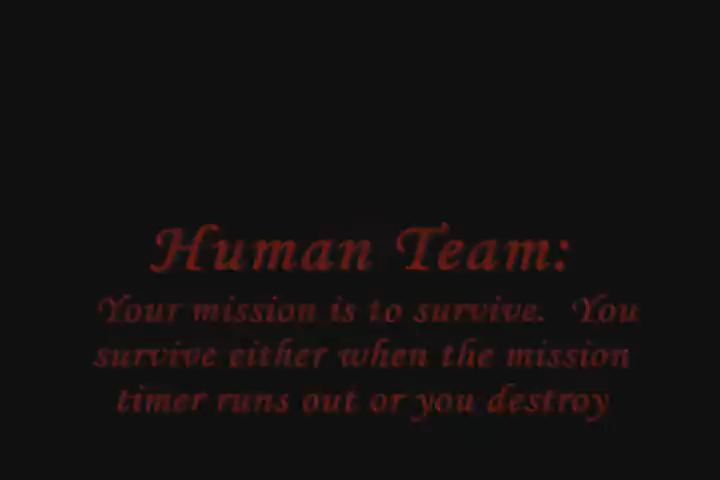 Human Team:
Your mission is to survive. You
survive either when the mission
timer runs out or you destroy